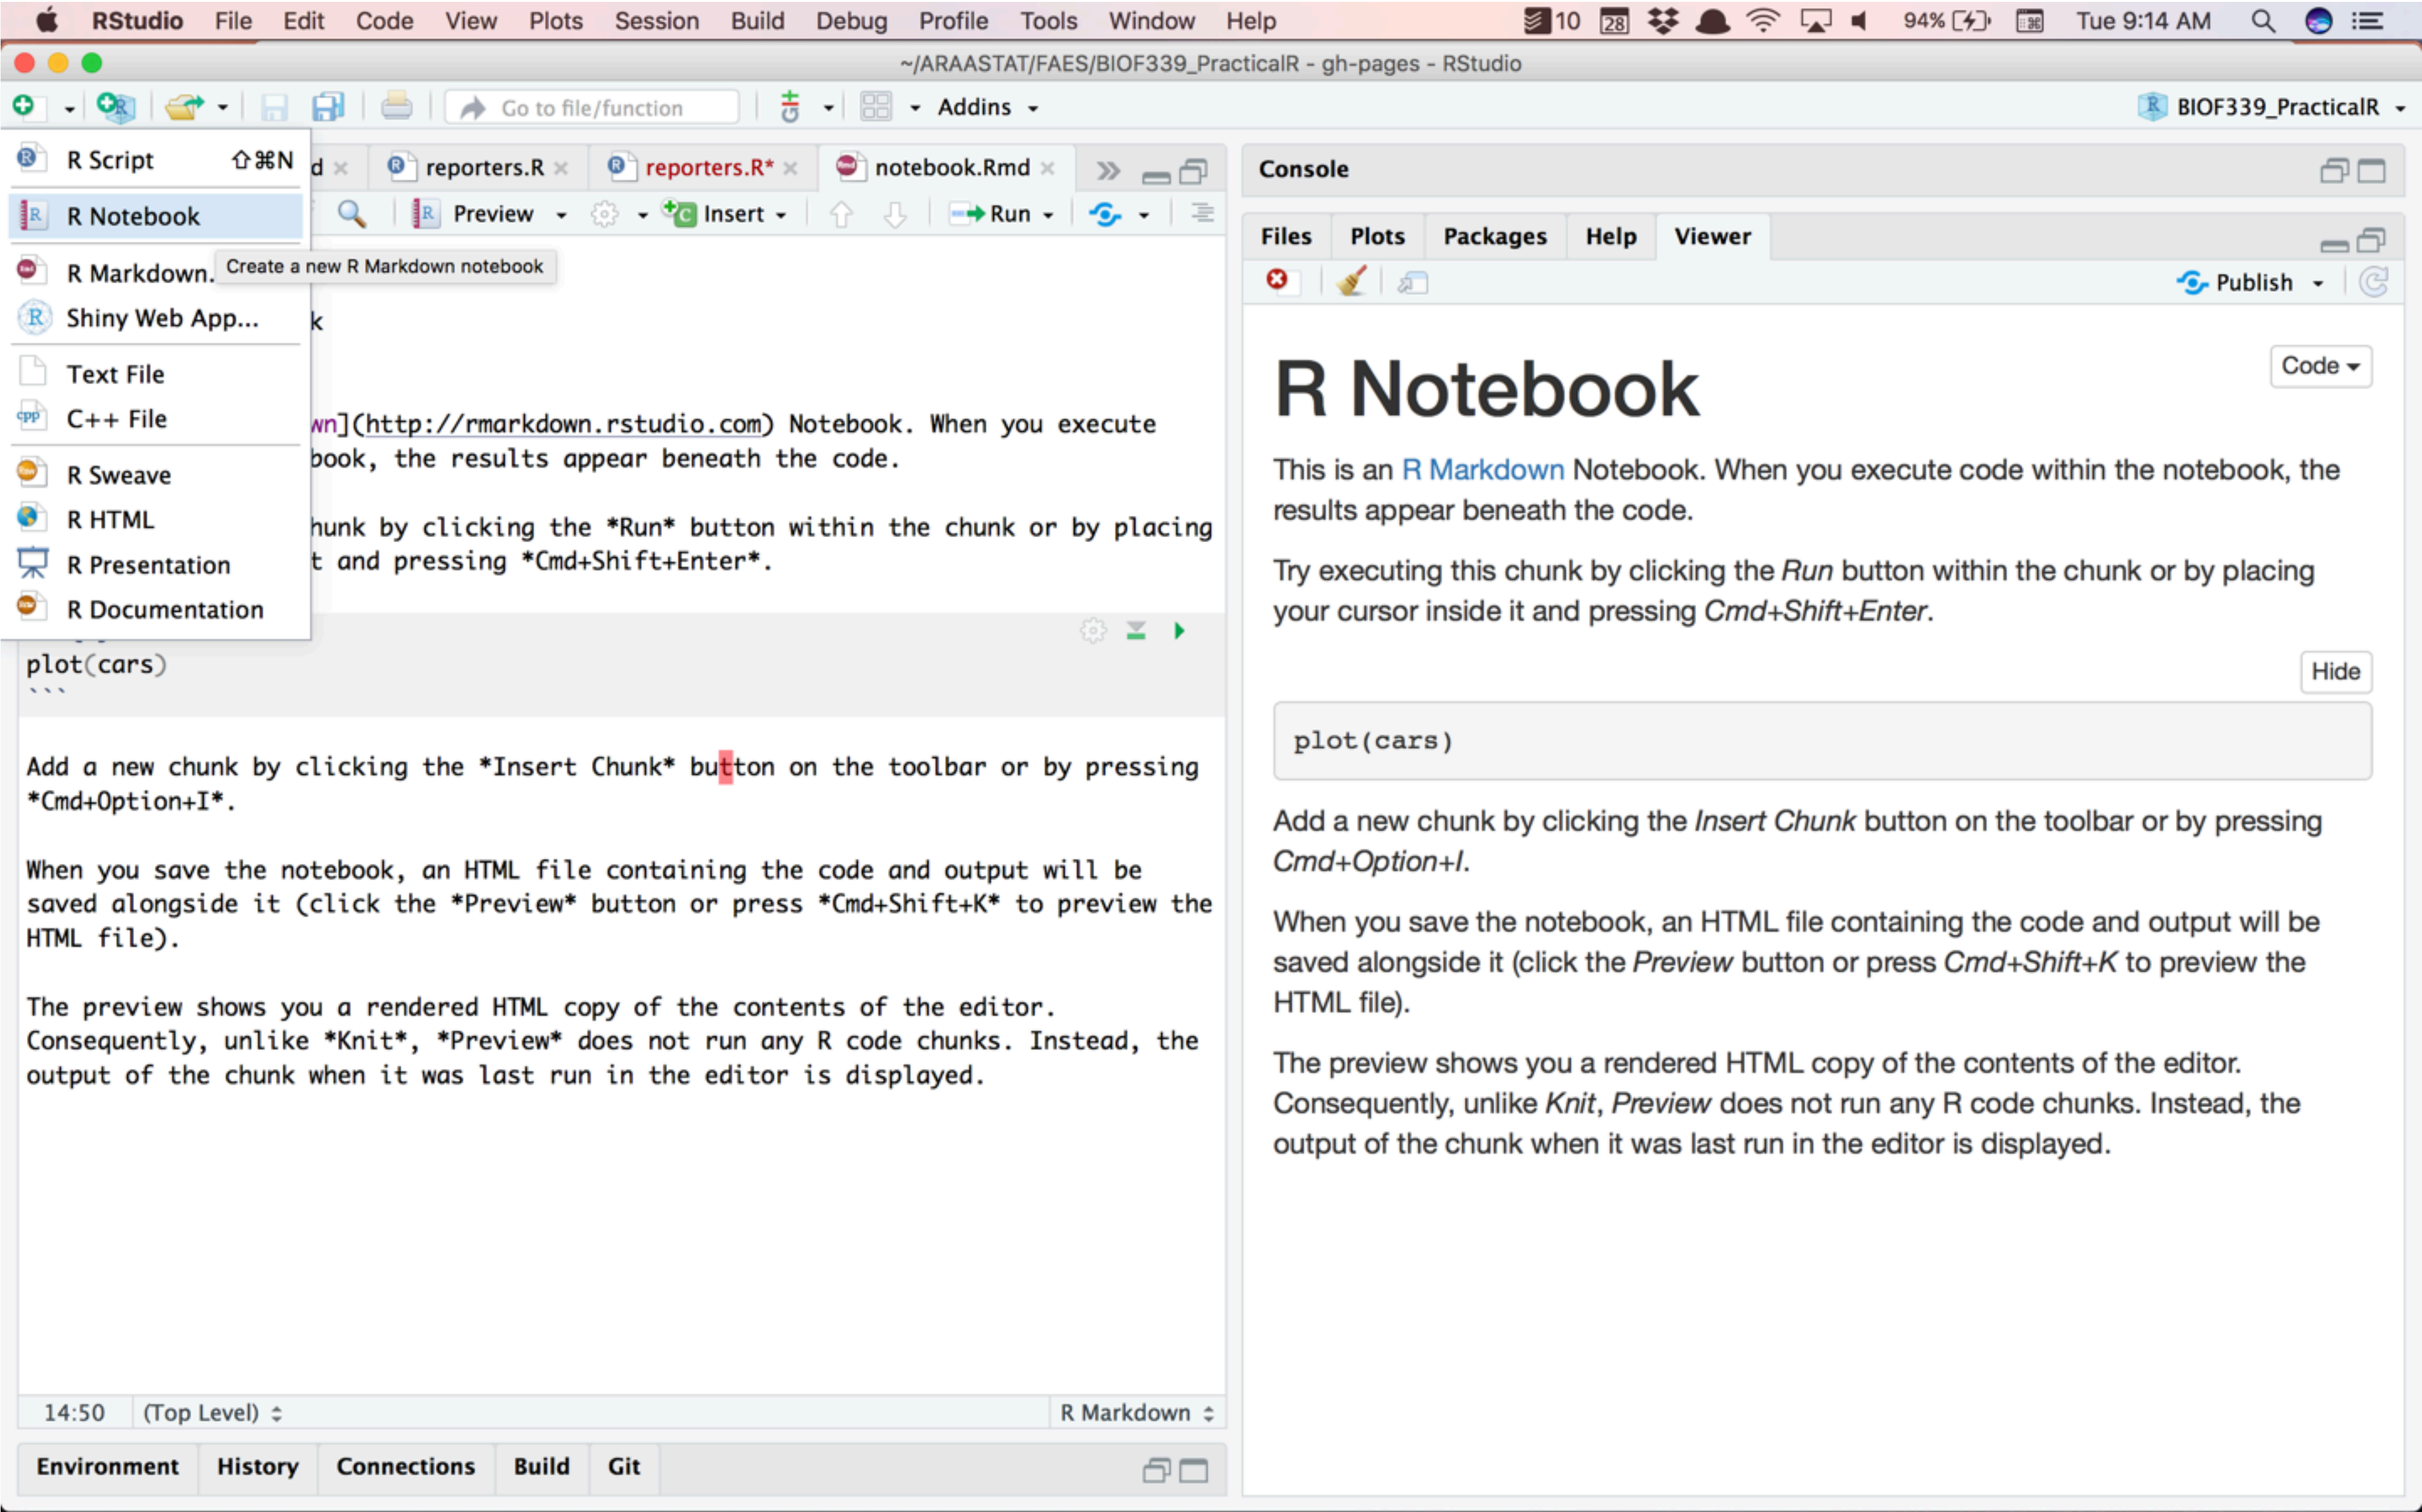 RStudio File Edit Code View Plots Session Build Debug Profile Tools Window Help 10 28 94% Tue 9:14 AM
~/ARAASTAT/FAES/BIOF339_PracticalR - gh-pages - RStudio
Go to file/function Addins BIOF339_PracticalR
R Script ⇧⌘N
R Notebook
Create a new R Markdown notebook
R Markdown.
Shiny Web App...
Text File
C++ File
R Sweave
R HTML
R Presentation
R Documentation
d reporters.R reporters.R* notebook.Rmd
Preview Insert Run
k
wn](http://rmarkdown.rstudio.com) Notebook. When you execute
book, the results appear beneath the code.
hunk by clicking the *Run* button within the chunk or by placing
t and pressing *Cmd+Shift+Enter*.
plot(cars)
```
Add a new chunk by clicking the *Insert Chunk* button on the toolbar or by pressing
*Cmd+Option+I*.
When you save the notebook, an HTML file containing the code and output will be
saved alongside it (click the *Preview* button or press *Cmd+Shift+K* to preview the
HTML file).
The preview shows you a rendered HTML copy of the contents of the editor.
Consequently, unlike *Knit*, *Preview* does not run any R code chunks. Instead, the
output of the chunk when it was last run in the editor is displayed.
14:50 (Top Level) R Markdown
Environment History Connections Build Git
Console
Files Plots Packages Help Viewer
Publish
R Notebook
Code
This is an R Markdown Notebook. When you execute code within the notebook, the
results appear beneath the code.
Try executing this chunk by clicking the Run button within the chunk or by placing
your cursor inside it and pressing Cmd+Shift+Enter.
Hide
plot(cars)
Add a new chunk by clicking the Insert Chunk button on the toolbar or by pressing
Cmd+Option+I.
When you save the notebook, an HTML file containing the code and output will be
saved alongside it (click the Preview button or press Cmd+Shift+K to preview the
HTML file).
The preview shows you a rendered HTML copy of the contents of the editor.
Consequently, unlike Knit, Preview does not run any R code chunks. Instead, the
output of the chunk when it was last run in the editor is displayed.